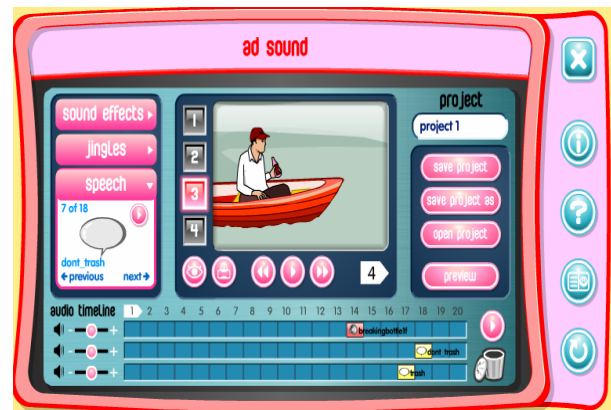 ad sound
sound effects
jingles
speech
7 of 18
dont_trash
previous next
1
2
3
4
4
project
project 1
save project
save project as
open project
preview
audio timeline 1 2 3 4 5 6 7 8 9 10 11 12 13 14 15 16 17 18 19 20
- + breakingbottle1f
- + dont_trash
- + trash